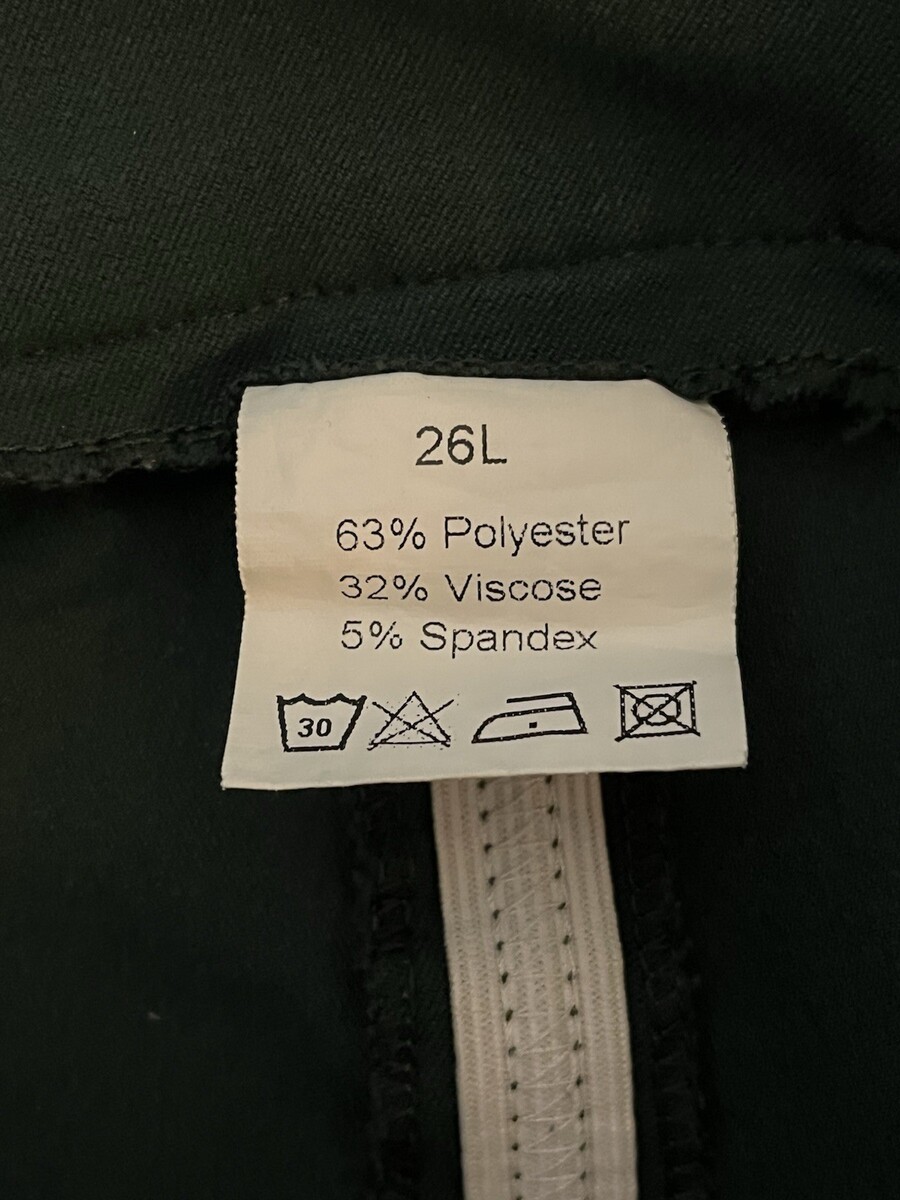 26L
63% Polyester
32% Viscose
5% Spandex
30